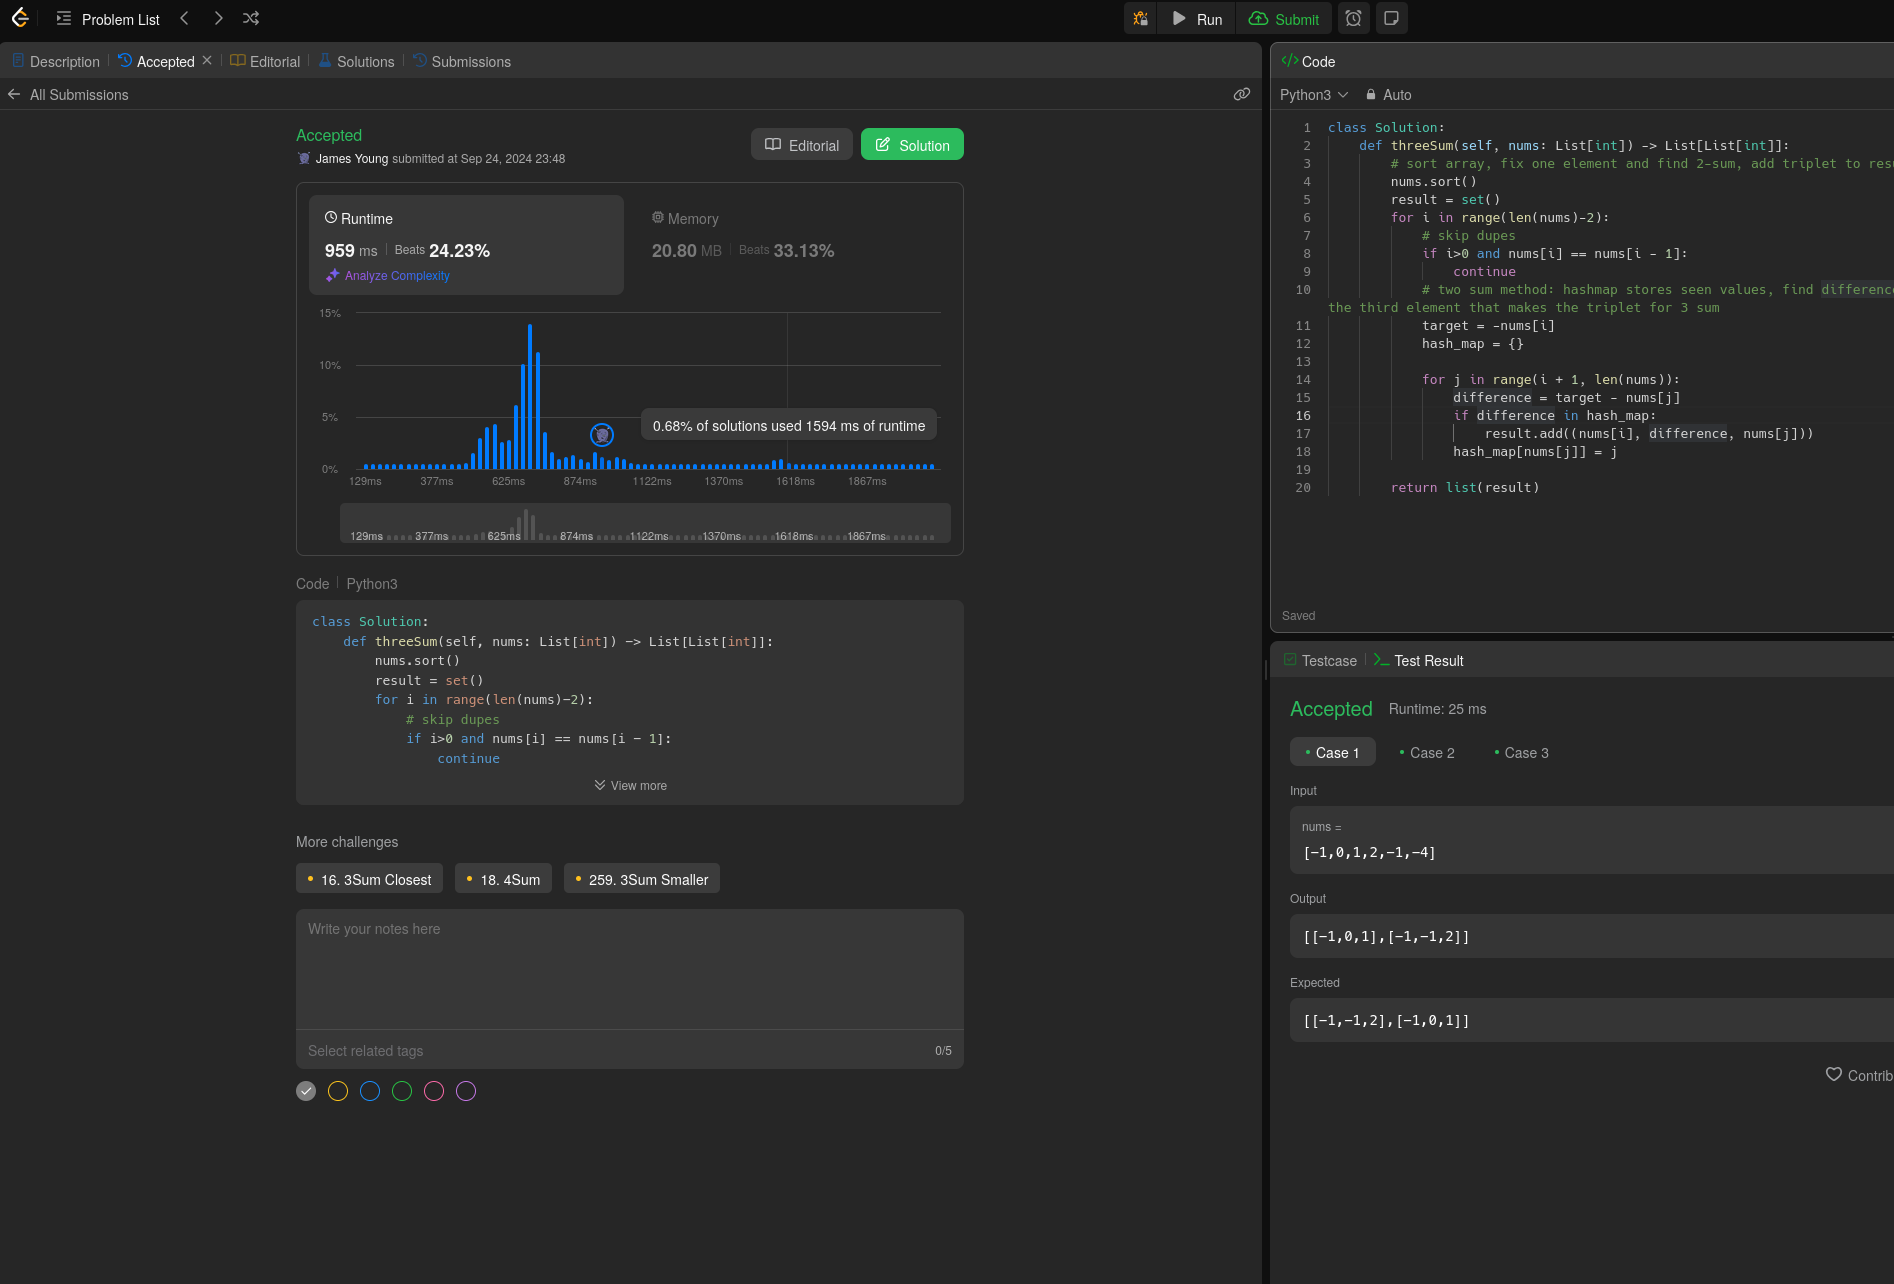 Problem List
Run
Submit
Description
Accepted
Editorial
Solutions
Submissions
All Submissions
Accepted
James Young submitted at Sep 24, 2024 23:48
Editorial
Solution
Runtime
959 ms
Beats 24.23%
Analyze Complexity
Memory
20.80 MB
Beats 33.13%
15%
10%
5%
0%
0.68% of solutions used 1594 ms of runtime
129ms 377ms 625ms 874ms 1122ms 1370ms 1618ms 1867ms
129ms 377ms 625ms 874ms 1122ms 1370ms 1618ms 1867ms
Code
Python3
class Solution:
def threeSum(self, nums: List[int]) -> List[List[int]]:
nums.sort()
result = set()
for i in range(len(nums)-2):
# skip dupes
if i>0 and nums[i] == nums[i - 1]:
continue
View more
More challenges
16. 3Sum Closest
18. 4Sum
259. 3Sum Smaller
Write your notes here
Select related tags
0/5
Code
Python3
Auto
1 class Solution:
2 def threeSum(self, nums: List[int]) -> List[List[int]]:
3 # sort array, fix one element and find 2-sum, add triplet to res
4 nums.sort()
5 result = set()
6 for i in range(len(nums)-2):
7 # skip dupes
8 if i>0 and nums[i] == nums[i - 1]:
9 continue
10 # two sum method: hashmap stores seen values, find differenc
the third element that makes the triplet for 3 sum
11 target = -nums[i]
12 hash_map = {}
13
14 for j in range(i + 1, len(nums)):
15 difference = target - nums[j]
16 if difference in hash_map:
17 result.add((nums[i], difference, nums[j]))
18 hash_map[nums[j]] = j
19
20 return list(result)
Saved
Testcase
Test Result
Accepted
Runtime: 25 ms
Case 1
Case 2
Case 3
Input
nums =
[-1,0,1,2,-1,-4]
Output
[[-1,0,1],[-1,-1,2]]
Expected
[[-1,-1,2],[-1,0,1]]
Contrib